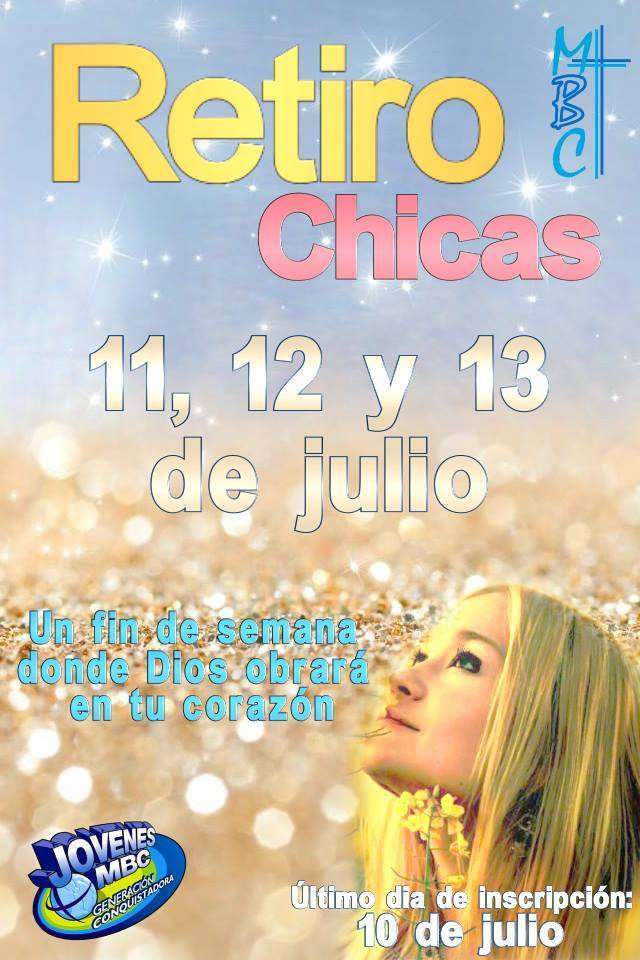 Retiro
MBC
Chicas
11, 12 y 13
de julio
Un fin de semana
donde Dios obrará
en tu corazón
JOVENES
MBC
GENERACIÓN
CONQUISTADORA
Último dia de inscripción:
10 de julio